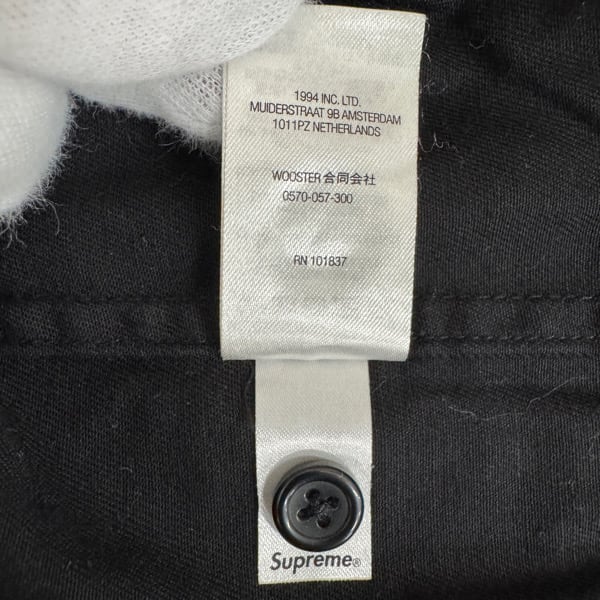 1994 INC. LTD.
MUIDERSTRAAT 9B AMSTERDAM
1011PZ NETHERLANDS
WOOSTER 合同会社
0570-057-300
RN 101837
Supreme®